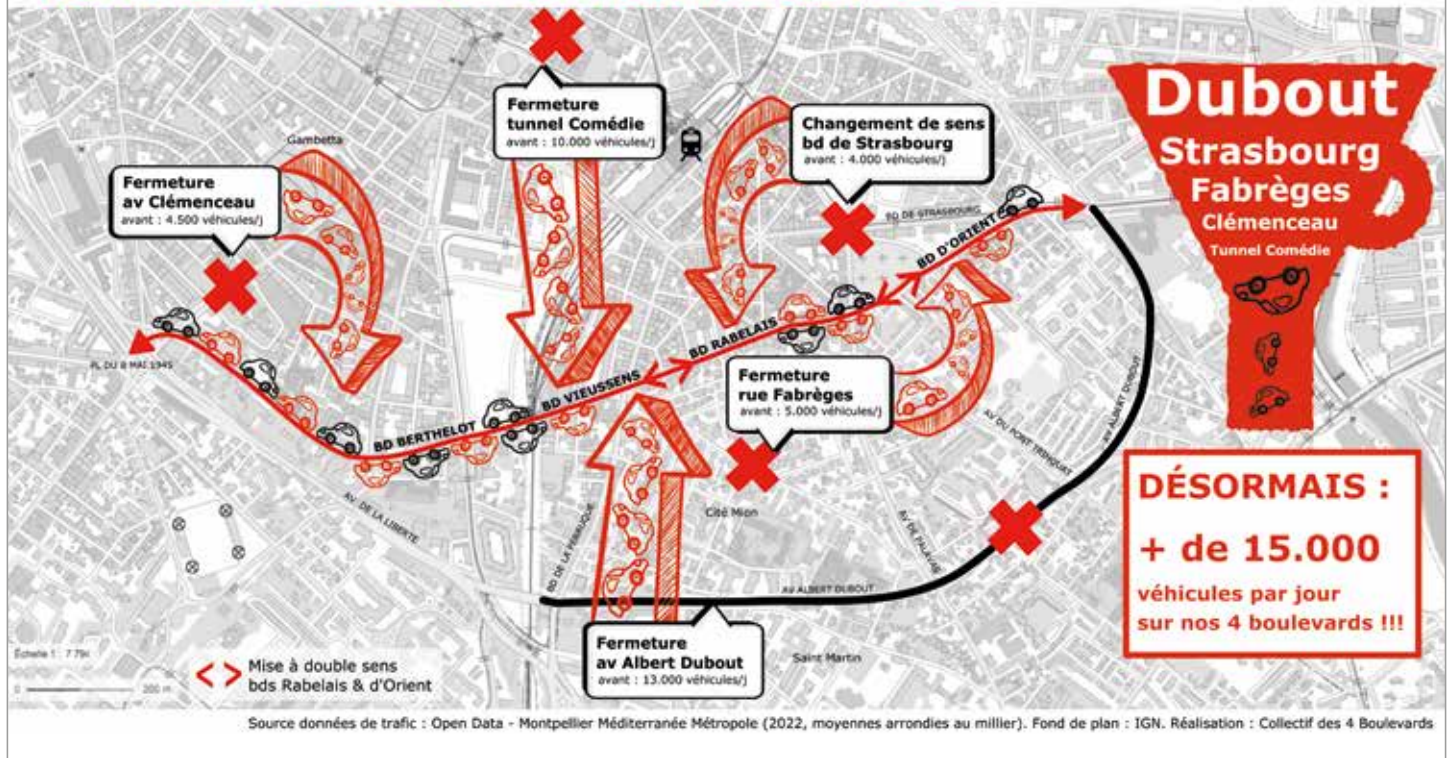 Fermeture
tunnel Comédie
avant : 10.000 véhicules/j
Changement de sens
bd de Strasbourg
avant : 4.000 véhicules/j
Gambetta
Fermeture
av Clémenceau
avant : 4.500 véhicules/j
Dubout
Strasbourg
Fabrèges
Clémenceau
Tunnel Comédie
BD DE STRASBOURG
BD D'ORIENT
BD RABELAIS
PL DU 8 MAI 1945
BD VIEUSSENS
BD BERTHELOT
Fermeture
rue Fabrèges
avant : 5.000 véhicules/j
AV ALBERT DUBOUT
AV DU PONT TRINQUAT
AV. DE LA LIBERTE
BD DE LA PERRUQUE
Cité Mion
AV DE PALAVAS
AV ALBERT DUBOUT
DÉSORMAIS :
+ de 15.000
véhicules par jour
sur nos 4 boulevards !!!
Fermeture
av Albert Dubout
avant : 13.000 véhicules/j
Saint Martin
0 200 m
< > Mise à double sens
bds Rabelais & d'Orient
Source données de trafic : Open Data - Montpellier Méditerranée Métropole (2022, moyennes arrondies au millier). Fond de plan : IGN. Réalisation : Collectif des 4 Boulevards